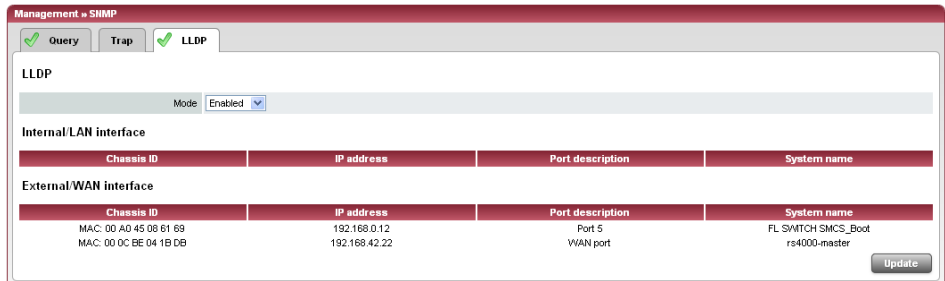 Management » SNMP
Query Trap LLDP
LLDP
Mode Enabled
Internal/LAN interface
Chassis ID IP address Port description System name
External/WAN interface
Chassis ID IP address Port description System name
MAC: 00 A0 45 08 61 69 192.168.0.12 Port 5 FL SWITCH SMCS_Boot
MAC: 00 0C BE 04 1B DB 192.168.42.22 WAN port rs4000-master
Update